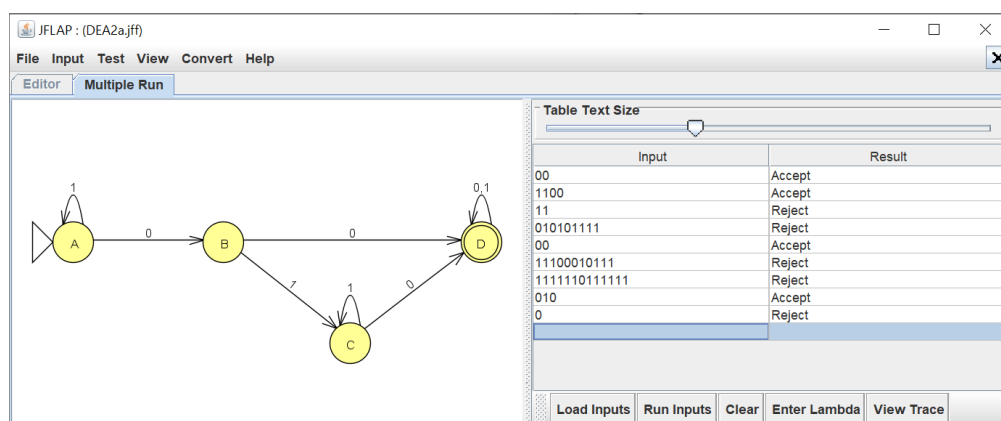 JFLAP : (DEA2a.jff)
File Input Test View Convert Help
Editor Multiple Run
Table Text Size
Input Result
00 Accept
1100 Accept
11 Reject
010101111 Reject
00 Accept
11100010111 Reject
1111110111111 Reject
010 Accept
0 Reject
1
0,1
A
0
B
0
D
1
1
0
C
Load Inputs Run Inputs Clear Enter Lambda View Trace